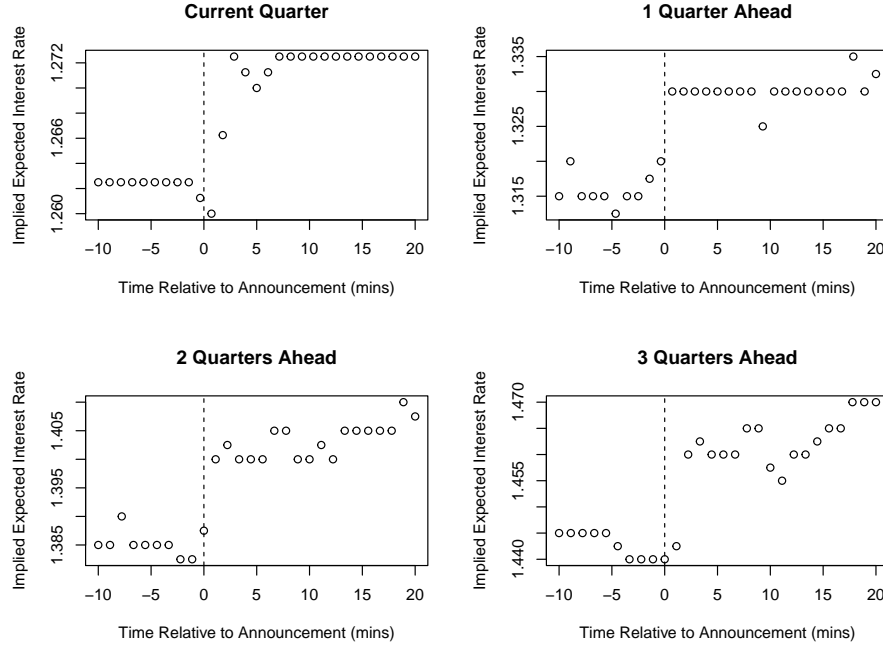 Current Quarter
Implied Expected Interest Rate
1.260 1.266 1.272
−10 −5 0 5 10 15 20
Time Relative to Announcement (mins)
1 Quarter Ahead
Implied Expected Interest Rate
1.315 1.325 1.335
−10 −5 0 5 10 15 20
Time Relative to Announcement (mins)
2 Quarters Ahead
Implied Expected Interest Rate
1.385 1.395 1.405
−10 −5 0 5 10 15 20
Time Relative to Announcement (mins)
3 Quarters Ahead
Implied Expected Interest Rate
1.440 1.455 1.470
−10 −5 0 5 10 15 20
Time Relative to Announcement (mins)